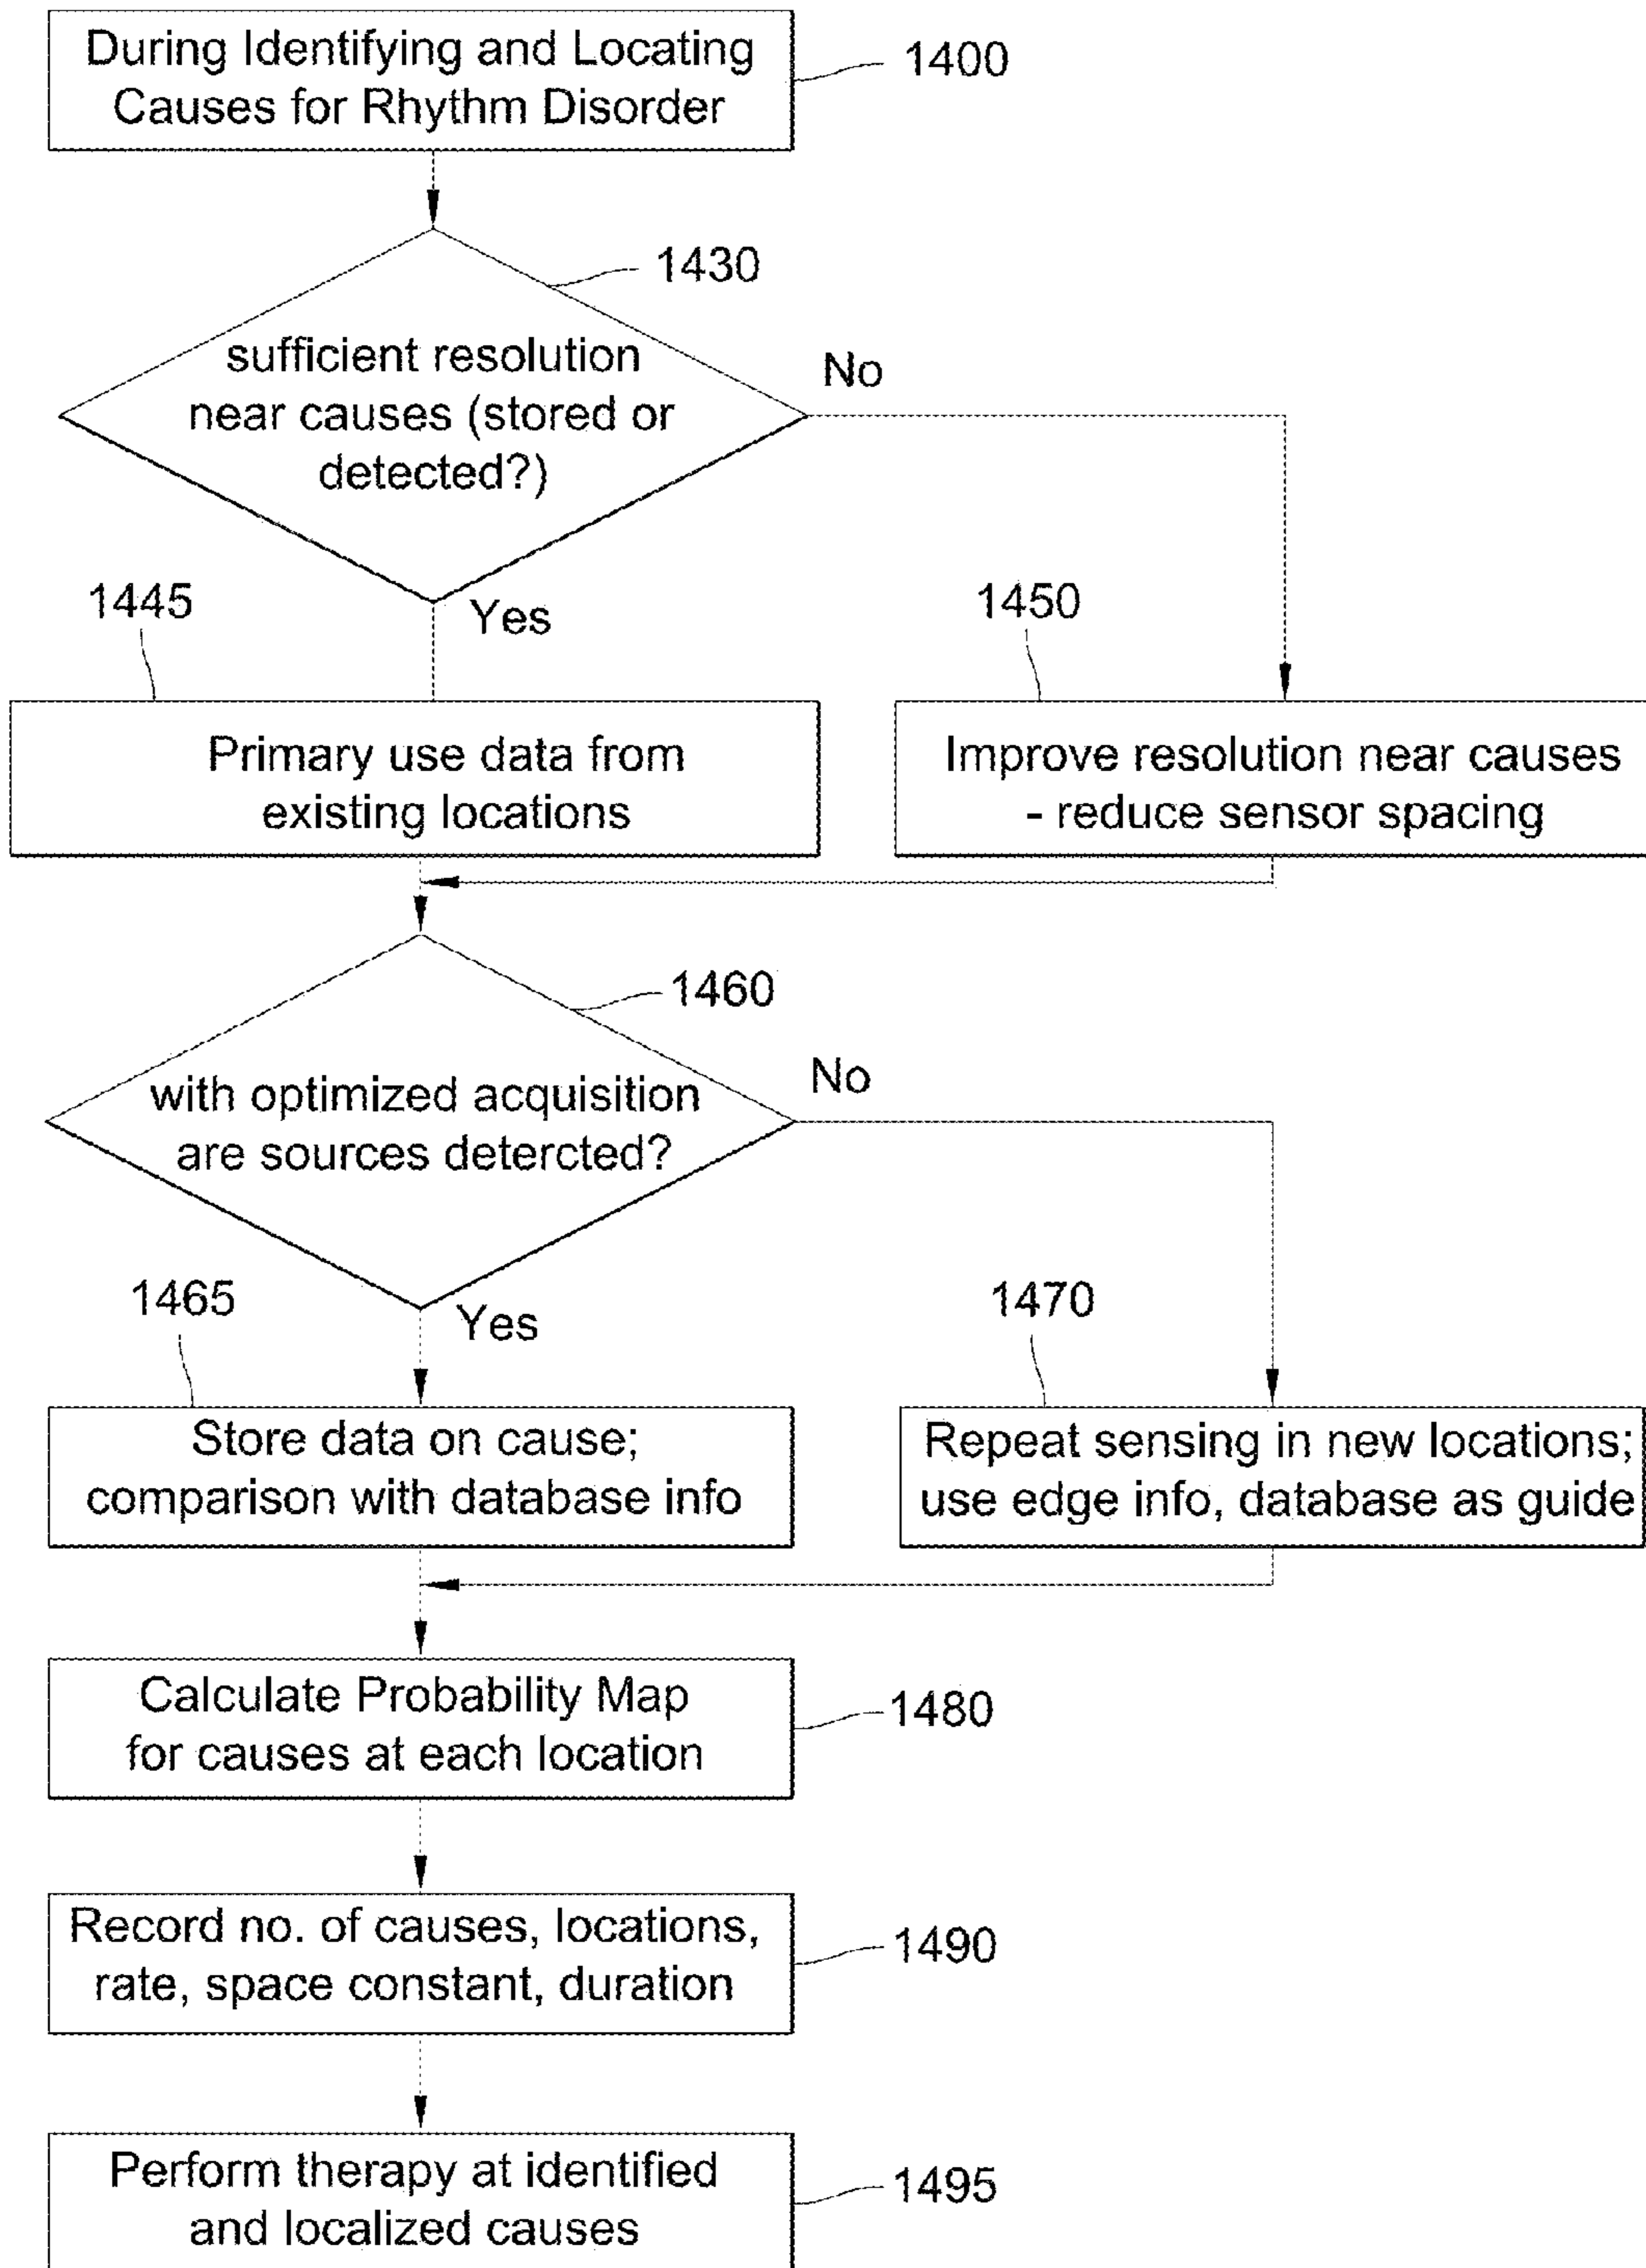 During Identifying and Locating
Causes for Rhythm Disorder
1400
1430
sufficient resolution
near causes (stored or
detected?)
No
Yes
1445
1450
Primary use data from
existing locations
Improve resolution near causes
- reduce sensor spacing
1460
with optimized acquisition
are sources detercted?
No
Yes
1465
1470
Store data on cause;
comparison with database info
Repeat sensing in new locations;
use edge info, database as guide
Calculate Probability Map
for causes at each location
1480
Record no. of causes, locations,
rate, space constant, duration
1490
Perform therapy at identified
and localized causes
1495